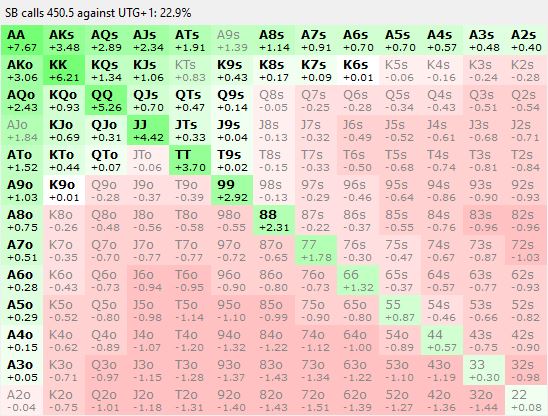 SB calls 450.5 against UTG+1: 22.9%
AA AKs AQs AJs ATs A9s A8s A7s A6s A5s A4s A3s A2s
+7.67 +3.48 +2.89 +2.34 +1.91 +1.39 +1.14 +0.91 +0.70 +0.70 +0.57 +0.48 +0.40
AKo KK KQs KJs KTs K9s K8s K7s K6s K5s K4s K3s K2s
+3.06 +6.21 +1.34 +1.06 +0.83 +0.43 +0.17 +0.09 +0.01 -0.06 -0.16 -0.24 -0.28
AQo KQo QQ QJs QTs Q9s Q8s Q7s Q6s Q5s Q4s Q3s Q2s
+2.43 +0.93 +5.26 +0.70 +0.47 +0.14 -0.05 -0.25 -0.28 -0.34 -0.43 -0.51 -0.54
AJo KJo QJo JJ JTs J9s J8s J7s J6s J5s J4s J3s J2s
+1.84 +0.69 +0.31 +4.42 +0.33 +0.04 -0.13 -0.32 -0.49 -0.52 -0.61 -0.68 -0.71
ATo KTo QTo JTo TT T9s T8s T7s T6s T5s T4s T3s T2s
+1.52 +0.44 +0.07 -0.06 +3.70 +0.02 -0.15 -0.33 -0.50 -0.68 -0.74 -0.81 -0.84
A9o K9o Q9o J9o T9o 99 98s 97s 96s 95s 94s 93s 92s
+1.03 +0.01 -0.28 -0.37 -0.39 +2.92 -0.13 -0.29 -0.46 -0.64 -0.86 -0.90 -0.93
A8o K8o Q8o J8o T8o 98o 88 87s 86s 85s 84s 83s 82s
+0.75 -0.26 -0.48 -0.56 -0.58 -0.55 +2.31 -0.22 -0.37 -0.55 -0.76 -0.96 -0.96
A7o K7o Q7o J7o T7o 97o 87o 77 76s 75s 74s 73s 72s
+0.51 -0.35 -0.70 -0.77 -0.77 -0.72 -0.65 +1.78 -0.30 -0.47 -0.67 -0.87 -1.03
A6o K6o Q6o J6o T6o 96o 86o 76o 66 65s 64s 63s 62s
+0.28 -0.43 -0.73 -0.94 -0.95 -0.90 -0.80 -0.73 +1.32 -0.37 -0.57 -0.77 -0.93
A5o K5o Q5o J5o T5o 95o 85o 75o 65o 55 54s 53s 52s
+0.29 -0.52 -0.80 -0.98 -1.14 -1.10 -0.99 -0.90 -0.80 +0.87 -0.46 -0.66 -0.82
A4o K4o Q4o J4o T4o 94o 84o 74o 64o 54o 44 43s 42s
+0.15 -0.62 -0.89 -1.07 -1.20 -1.32 -1.22 -1.12 -1.00 -0.89 +0.57 -0.75 -0.90
A3o K3o Q3o J3o T3o 93o 83o 73o 63o 53o 43o 33 32s
+0.05 -0.71 -0.97 -1.15 -1.28 -1.37 -1.43 -1.34 -1.22 -1.10 -1.19 +0.30 -0.98
A2o K2o Q2o J2o T2o 92o 82o 72o 62o 52o 42o 32o 22
-0.04 -0.75 -1.01 -1.18 -1.31 -1.40 -1.43 -1.51 -1.39 -1.27 -1.36 -1.44 +0.08